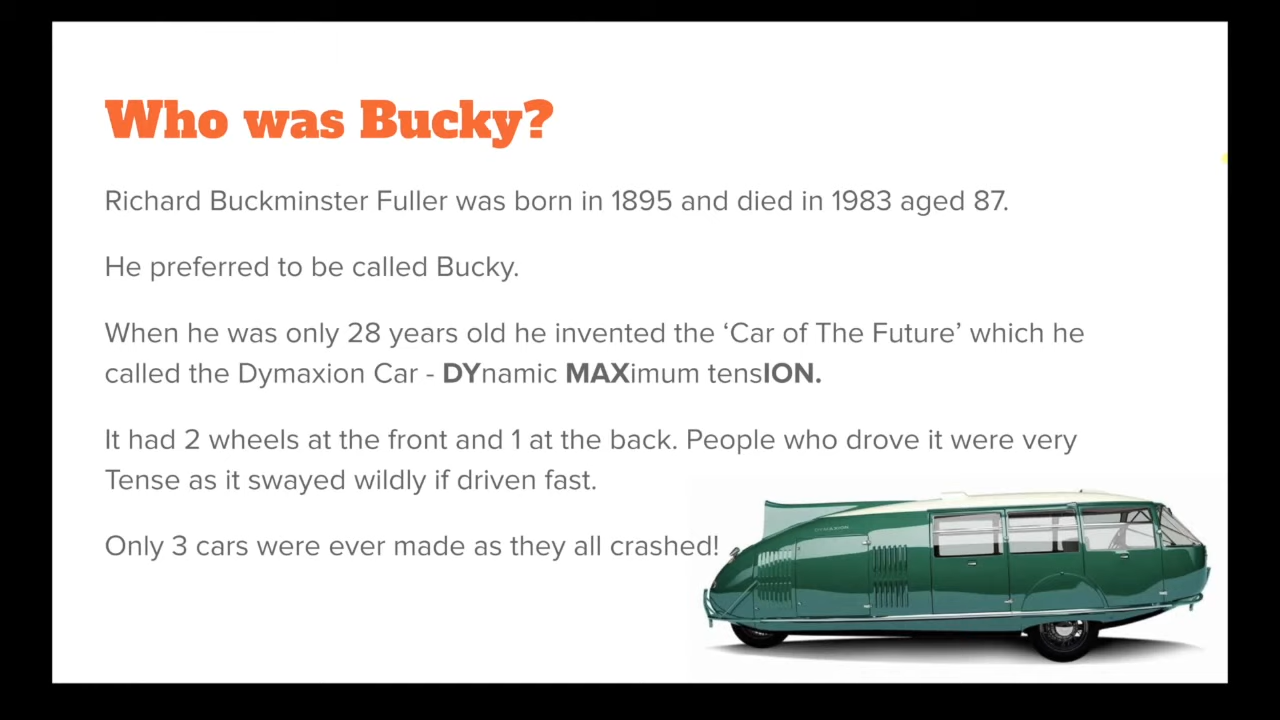 Who was Bucky?
Richard Buckminster Fuller was born in 1895 and died in 1983 aged 87.
He preferred to be called Bucky.
When he was only 28 years old he invented the ‘Car of The Future’ which he
called the Dymaxion Car - DYnamic MAXimum tensION.
It had 2 wheels at the front and 1 at the back. People who drove it were very
Tense as it swayed wildly if driven fast.
Only 3 cars were ever made as they all crashed!
DYMAXION